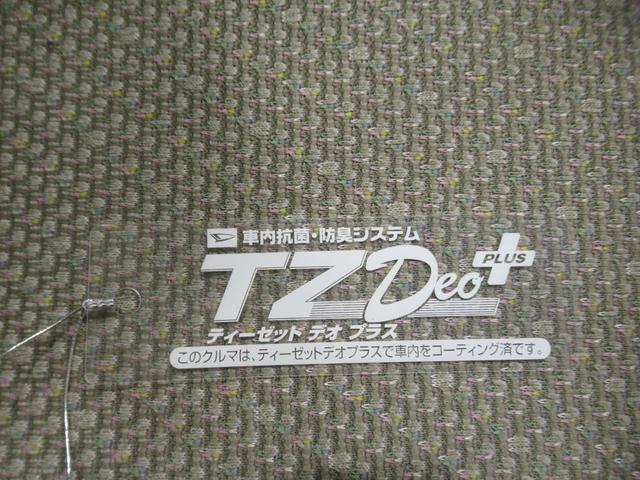 車内抗菌・防臭システム
TZ Deo PLUS
ティーゼット デオ プラス
このクルマは、ティーゼットデオプラスで車内をコーティング済です。